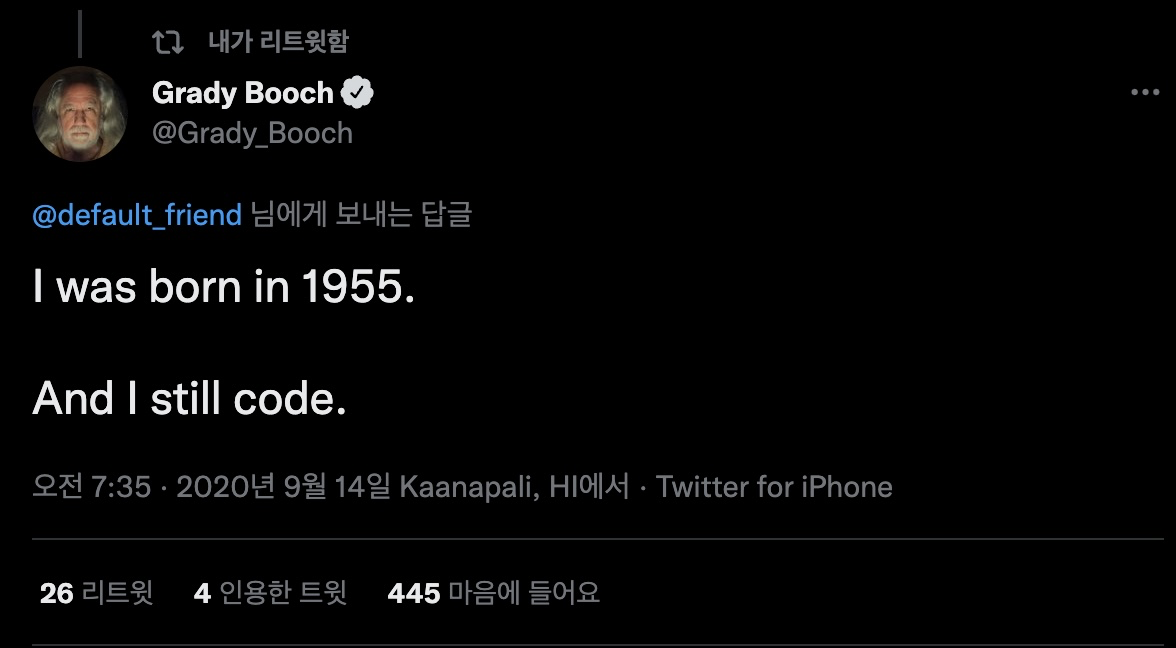 내가 리트윗함
Grady Booch
@Grady_Booch
@default_friend 님에게 보내는 답글
I was born in 1955.
And I still code.
오전 7:35 · 2020년 9월 14일 Kaanapali, HI에서 · Twitter for iPhone
26 리트윗 4 인용한 트윗 445 마음에 들어요